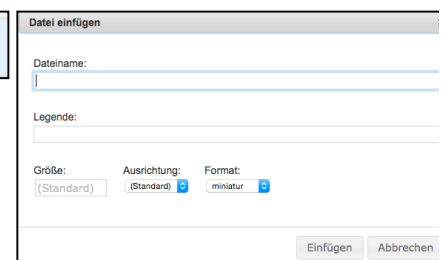 Datei einfügen
Dateiname:
Legende:
Größe: Ausrichtung: Format:
(Standard) (Standard) miniatur
Einfügen Abbrechen